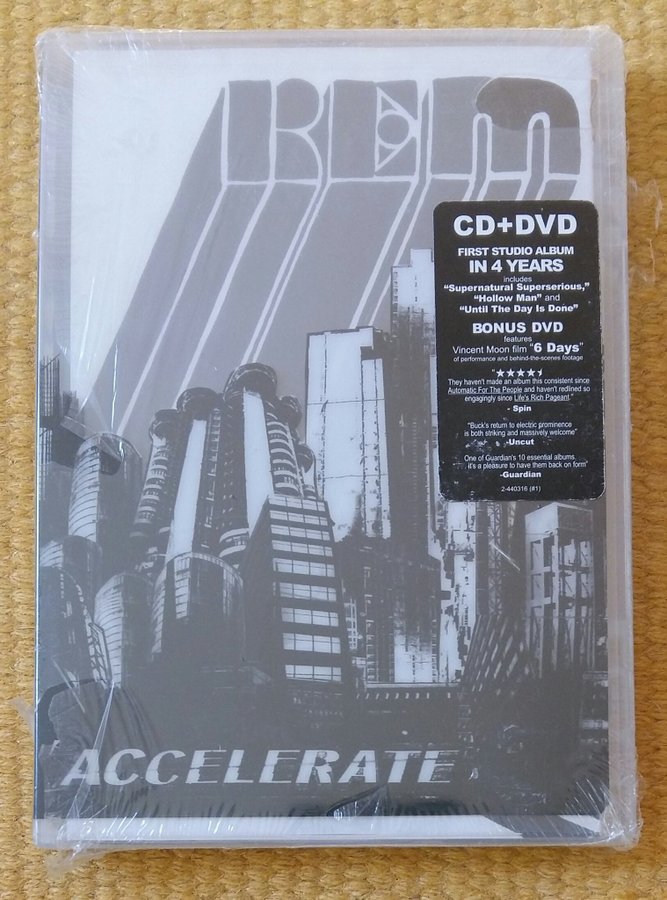 REM
CD+DVD
FIRST STUDIO ALBUM
IN 4 YEARS
includes
"Supernatural Superserious,"
"Hollow Man" and
"Until The Day Is Done"
BONUS DVD
features
Vincent Moon film "6 Days"
of performance and behind-the-scenes footage
"★★★★½
They haven't made an album this consistent since
Automatic For The People and haven't redlined so
engagingly since Life's Rich Pageant."
- Spin
"Buck's return to electric prominence
is both striking and massively welcome"
-Uncut
One of Guardian's 10 essential albums,
it's a pleasure to have them back on form"
-Guardian
2-440316 (#1)
ACCELERATE